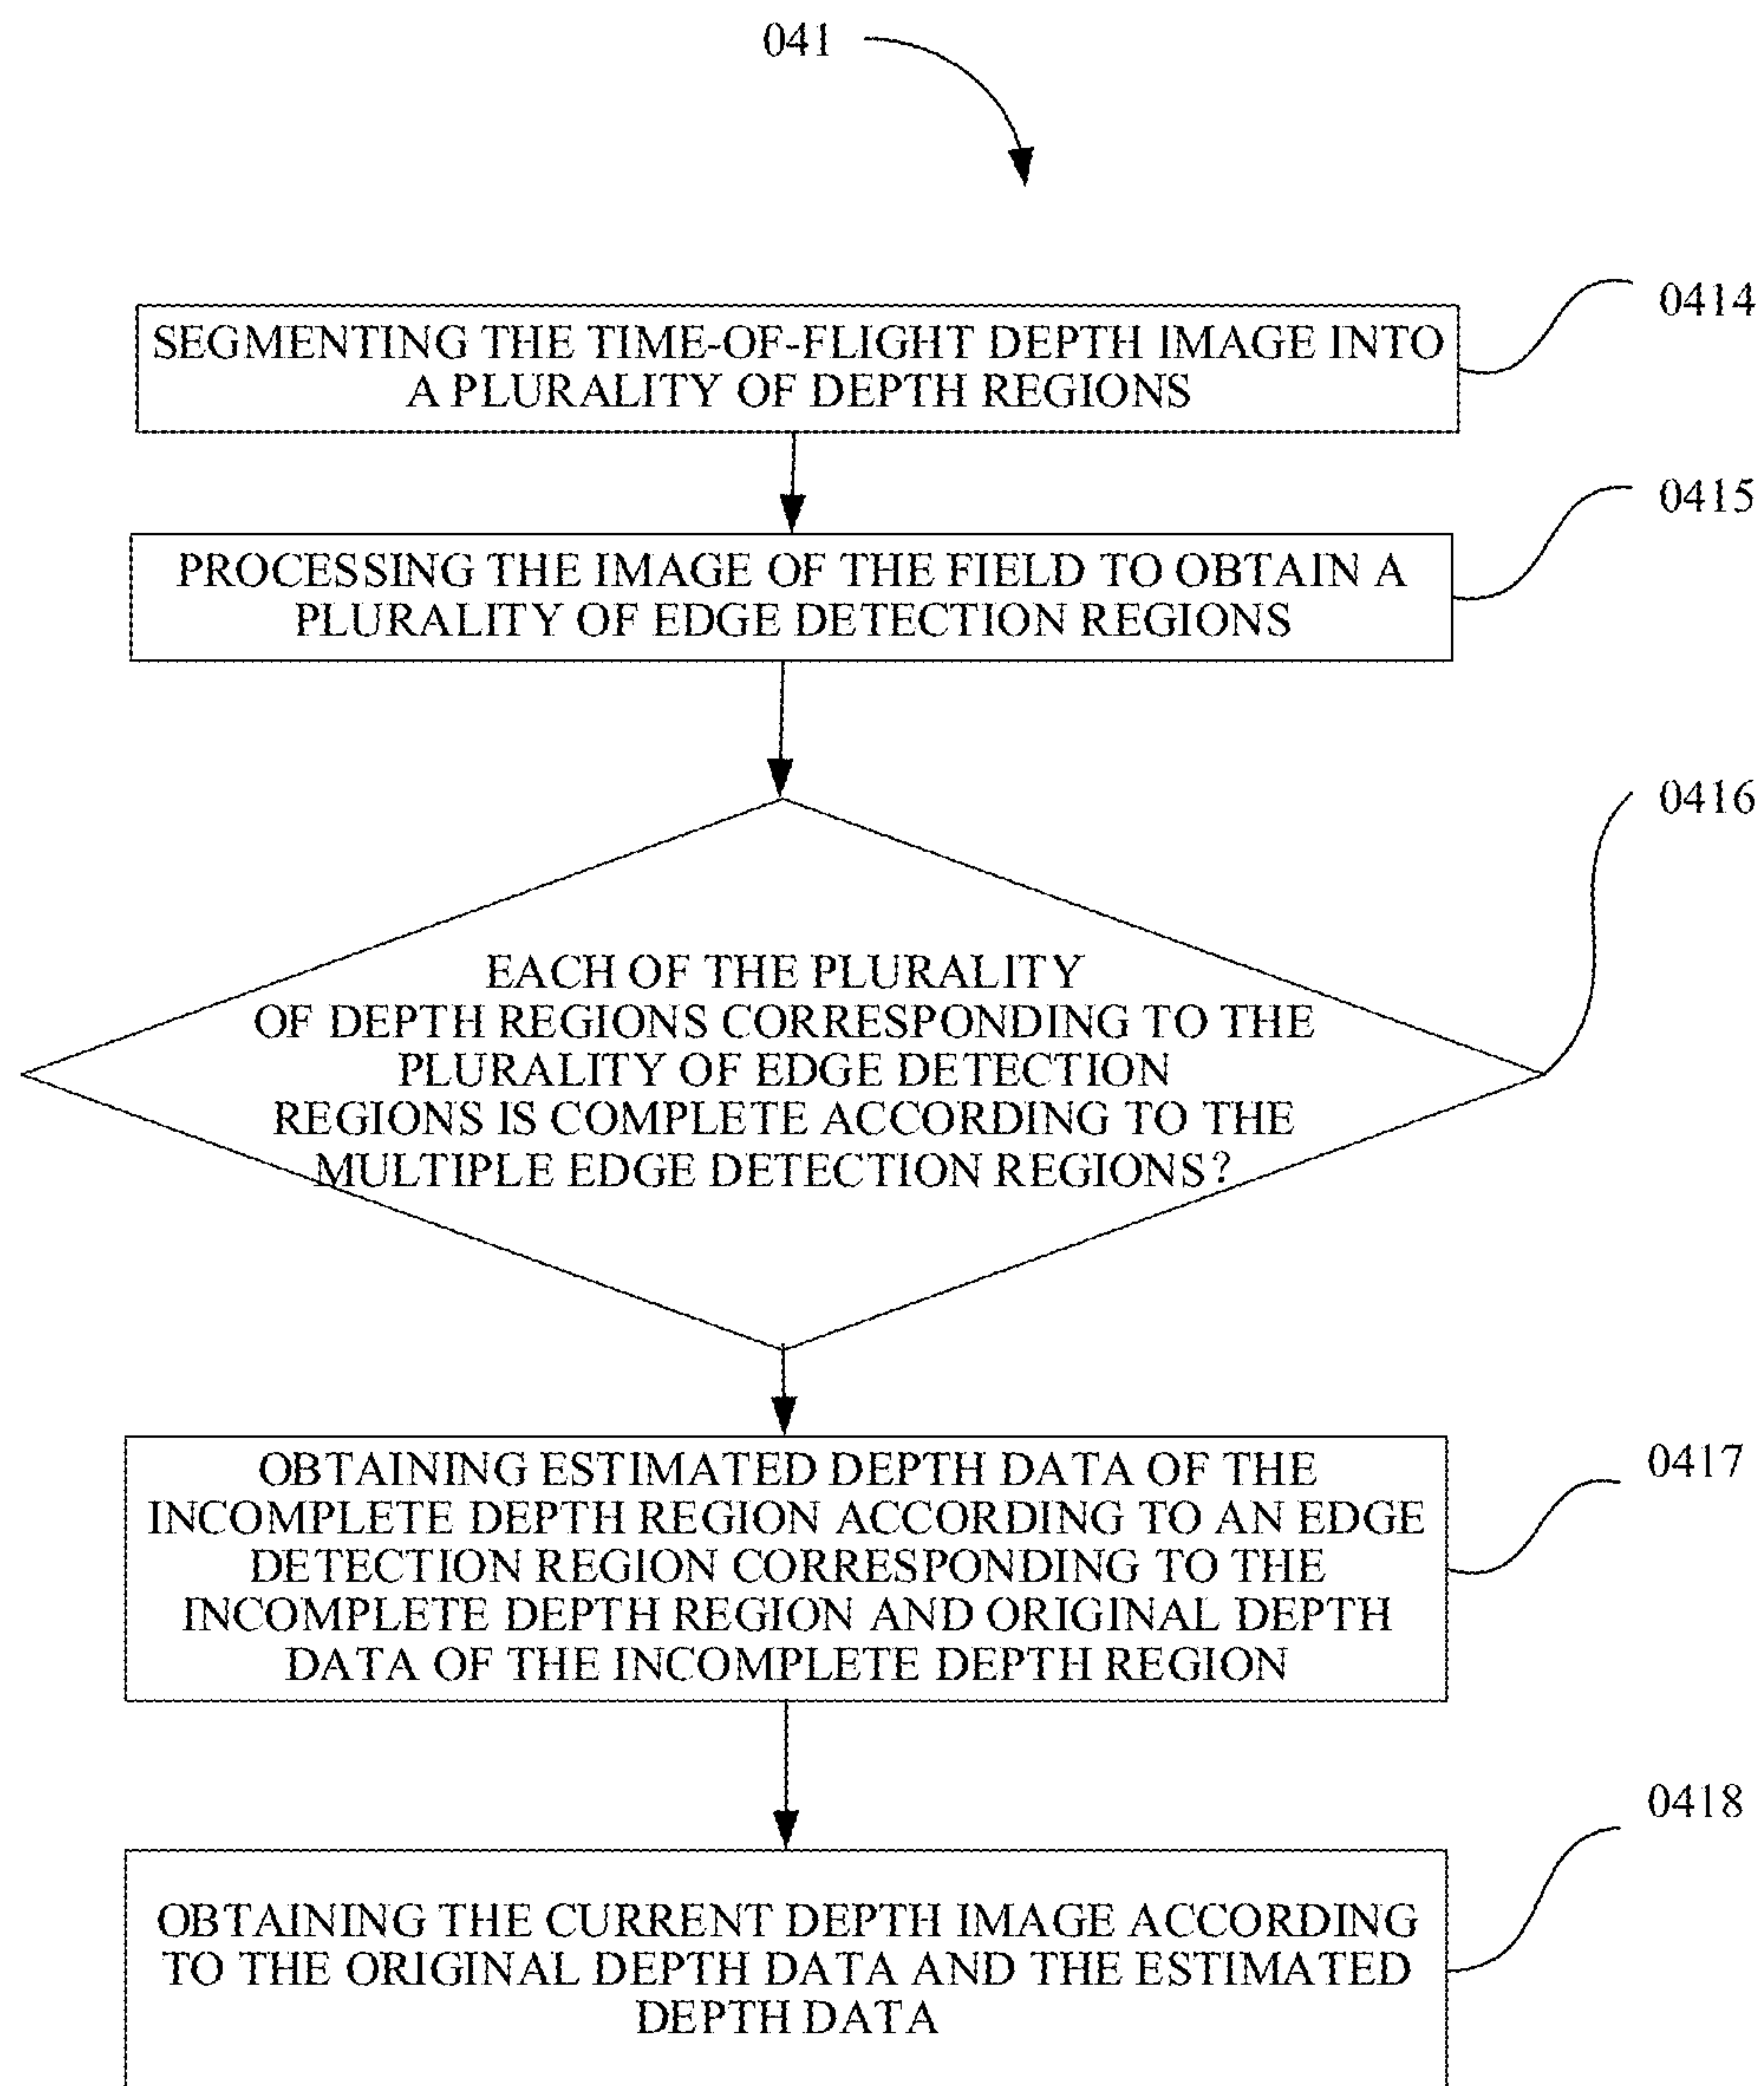 041
0414
SEGMENTING THE TIME-OF-FLIGHT DEPTH IMAGE INTO
A PLURALITY OF DEPTH REGIONS
0415
PROCESSING THE IMAGE OF THE FIELD TO OBTAIN A
PLURALITY OF EDGE DETECTION REGIONS
0416
EACH OF THE PLURALITY
OF DEPTH REGIONS CORRESPONDING TO THE
PLURALITY OF EDGE DETECTION
REGIONS IS COMPLETE ACCORDING TO THE
MULTIPLE EDGE DETECTION REGIONS?
0417
OBTAINING ESTIMATED DEPTH DATA OF THE
INCOMPLETE DEPTH REGION ACCORDING TO AN EDGE
DETECTION REGION CORRESPONDING TO THE
INCOMPLETE DEPTH REGION AND ORIGINAL DEPTH
DATA OF THE INCOMPLETE DEPTH REGION
0418
OBTAINING THE CURRENT DEPTH IMAGE ACCORDING
TO THE ORIGINAL DEPTH DATA AND THE ESTIMATED
DEPTH DATA